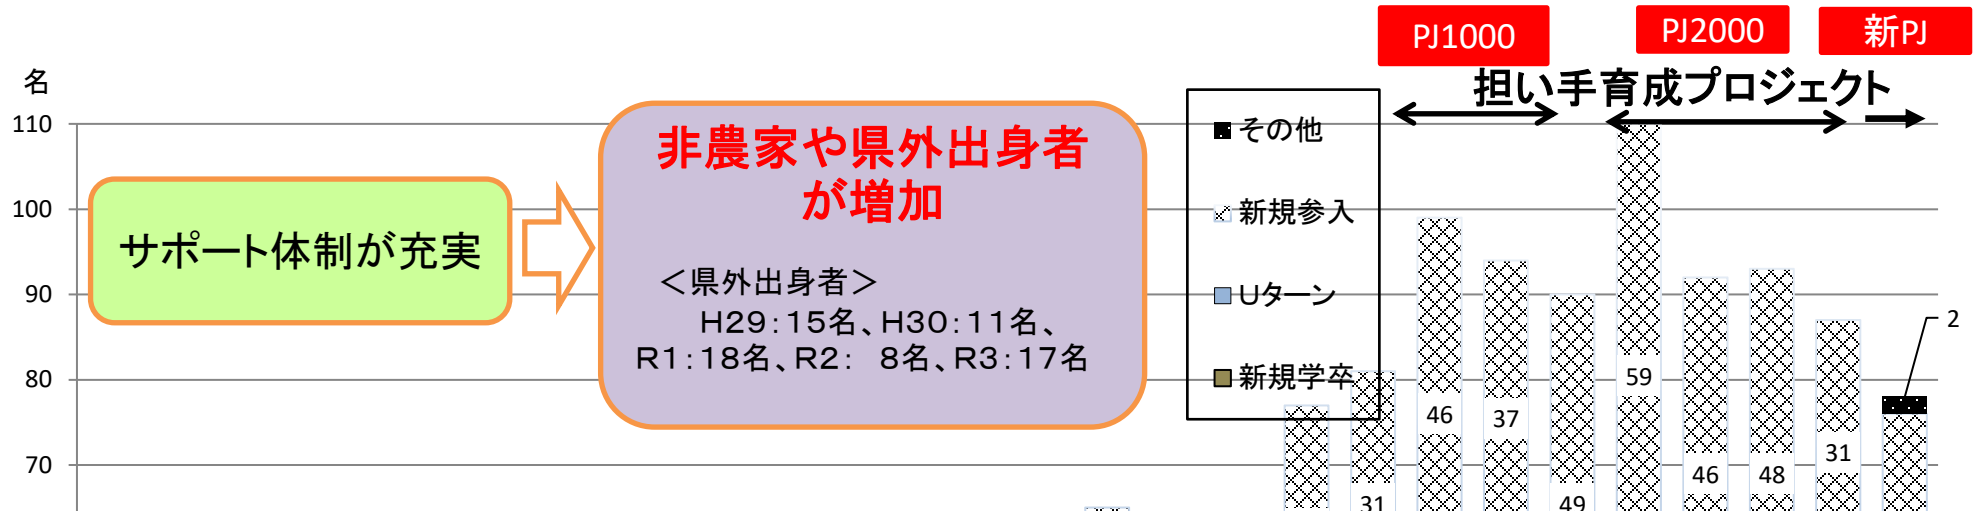 PJ1000
PJ2000
新PJ
担い手育成プロジェクト
名
110
100
90
80
70
サポート体制が充実
非農家や県外出身者
が増加
＜県外出身者＞
H29：15名、H30：11名、
R1：18名、R2：　8名、R3：17名
その他
新規参入
Uターン
新規学卒
2
59
46
37
31
46
48
31
49